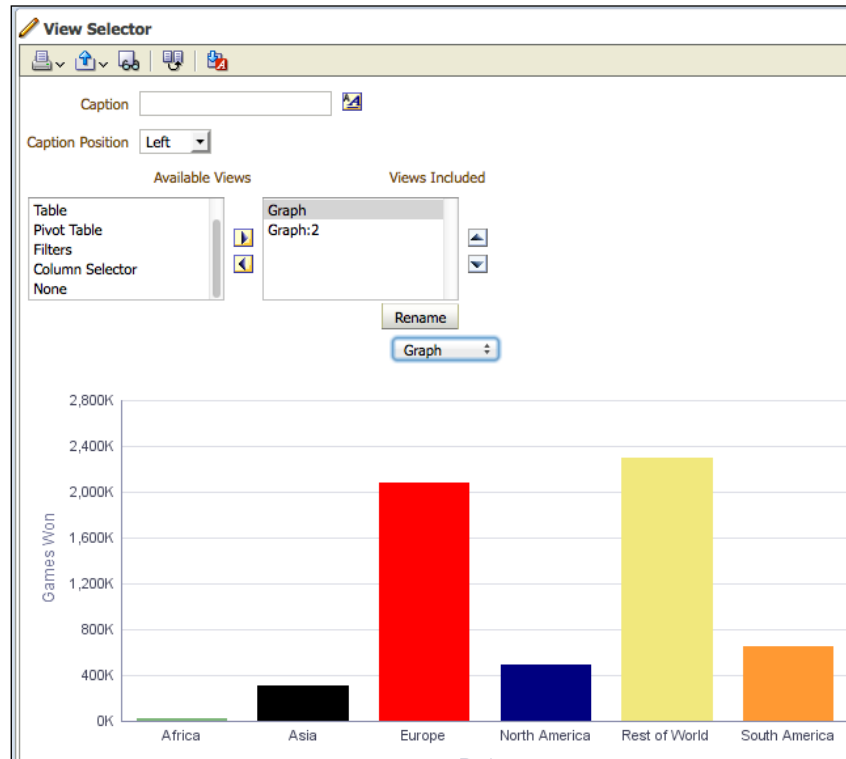 View Selector
Caption
Caption Position Left
Available Views Views Included
Table
Pivot Table
Filters
Column Selector
None
Graph
Graph:2
Rename
Graph
2,800K
2,400K
2,000K
1,600K
1,200K
800K
400K
0K
Games Won
Africa Asia Europe North America Rest of World South America